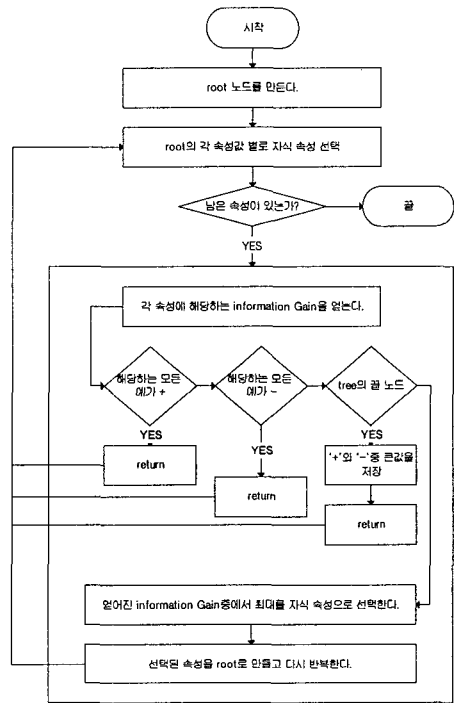 시작
root 노드를 만든다.
root의 각 속성값 별로 자식 속성 선택
남은 속성이 있는가?
끝
YES
각 속성에 해당하는 information Gain을 얻는다.
해당하는 모든
예가 +
해당하는 모든
예가 -
tree의 끝 노드
YES
YES
YES
return
return
'+'와 '-'중 큰값을
저장
return
얻어진 information Gain중에서 최대를 자식 속성으로 선택한다.
선택된 속성을 root로 만들고 다시 반복한다.